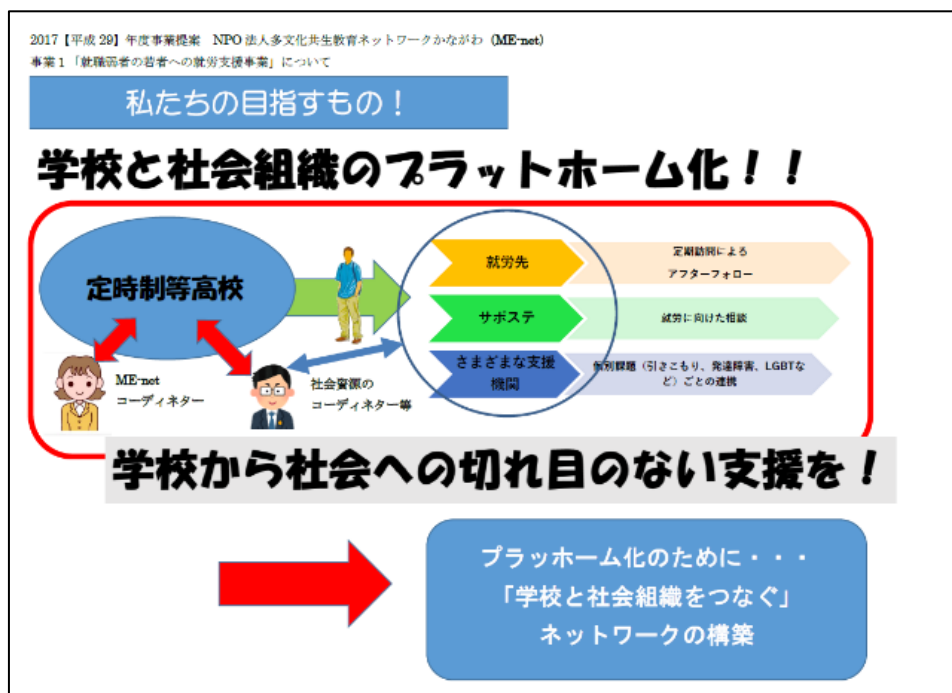 2017【平成 29】年度事業提案　NPO 法人多文化共生教育ネットワークかながわ (ME-net)
事業 1 「就職弱者の若者への就労支援事業」について
私たちの目指すもの！
学校と社会組織のプラットホーム化！！
定時制等高校
就労先
定期訪問による
アフターフォロー
サポステ
就労に向けた相談
さまざまな支援
機関
個別課題（引きこもり、発達障害、LGBTな
ど）ごとの連携
ME-net
コーディネター
社会資源の
コーディネター等
学校から社会への切れ目のない支援を！
プラッホーム化のために・・・
「学校と社会組織をつなぐ」
ネットワークの構築